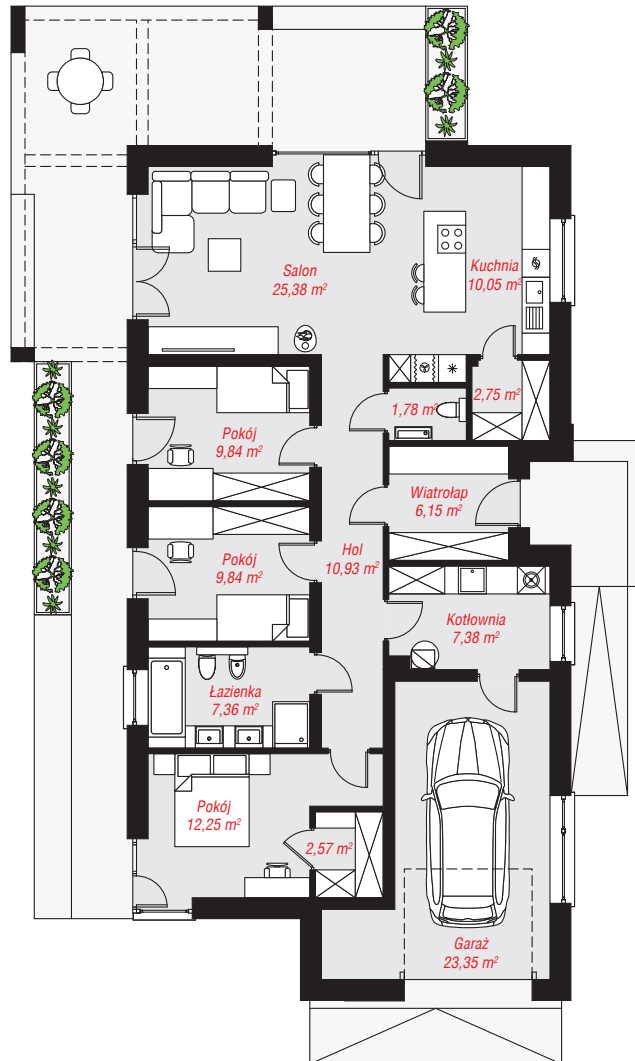 Salon
25,38 m²
Kuchnia
10,05 m²
2,75 m²
1,78 m²
Pokój
9,84 m²
Wiatrołap
6,15 m²
Hol
10,93 m²
Pokój
9,84 m²
Kotłownia
7,38 m²
Łazienka
7,36 m²
Pokój
12,25 m²
2,57 m²
Garaż
23,35 m²